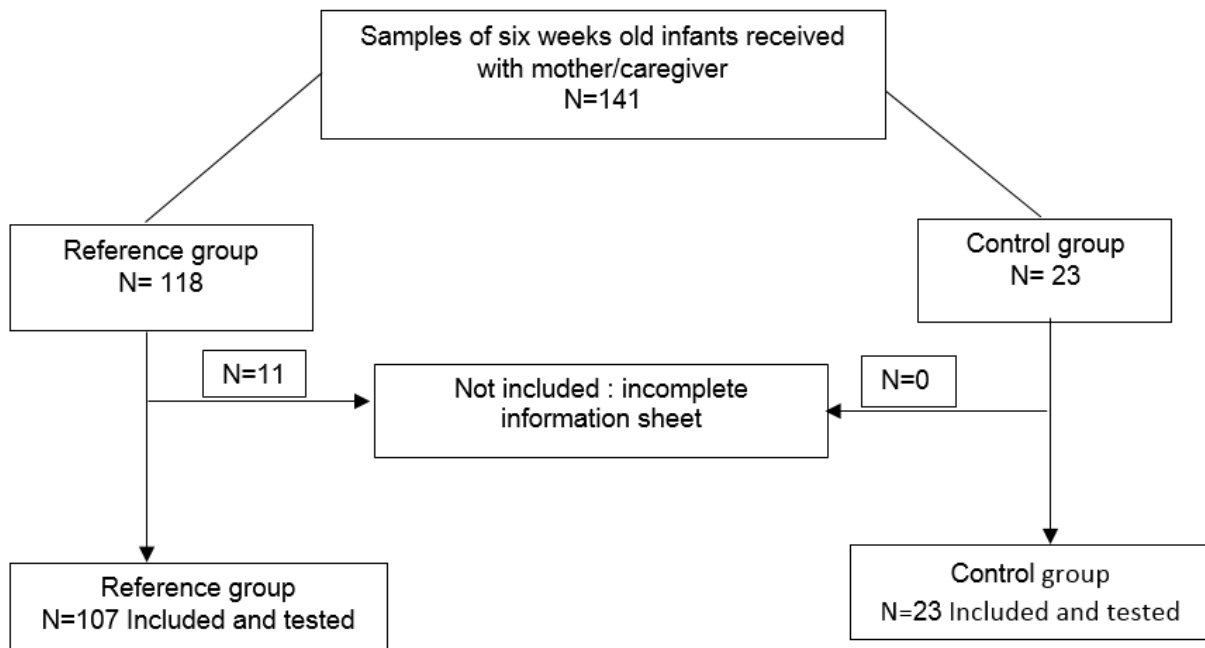 Samples of six weeks old infants received
with mother/caregiver
N=141
Reference group
N= 118
Control group
N= 23
N=11
Not included : incomplete
information sheet
N=0
Reference group
N=107 Included and tested
Control group
N=23 Included and tested